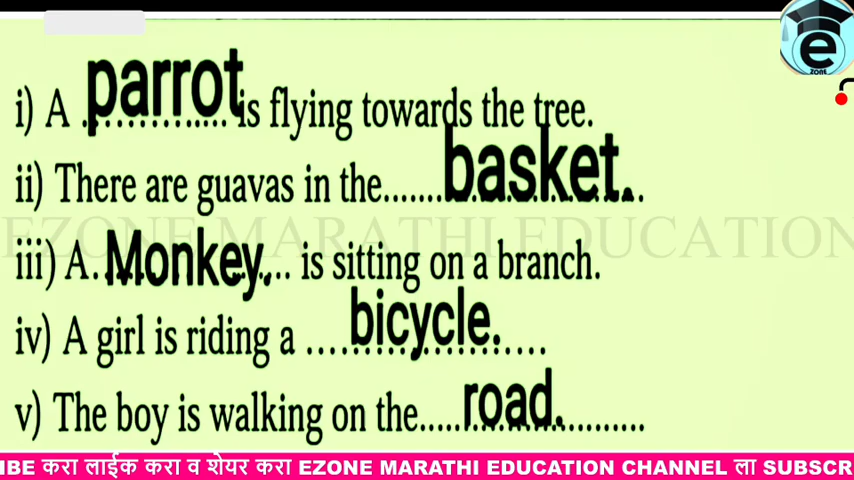 e
ZONE
i) A parrot is flying towards the tree.
ii) There are guavas in the basket.
EZONE MARATHI EDUCATION
iii) A Monkey. is sitting on a branch.
iv) A girl is riding a bicycle.
v) The boy is walking on the road.
IBE करा लाईक करा व शेयर करा EZONE MARATHI EDUCATION CHANNEL ला SUBSCR